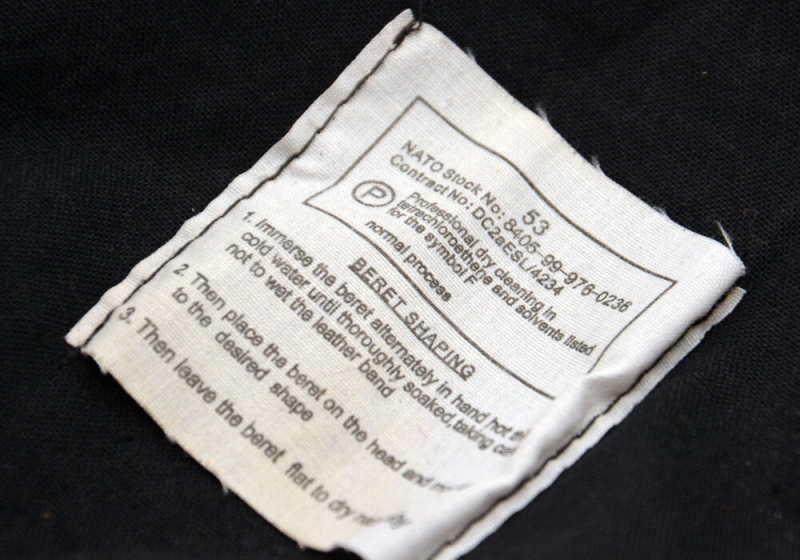 53
NATO Stock No: 8405-99-976-0236
Contract No: DC2aESL/4234
P Professional dry cleaning in
tetrachloroethene and solvents listed
for the symbol F
normal process
BERET SHAPING
1. Immerse the beret alternately in hand hot
cold water until thoroughly soaked, taking
not to wet the leather band
2. Then place the beret on the head and
to the desired shape
3. Then leave the beret flat to dry